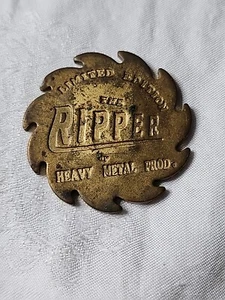 LIMITED EDITION
THE
RIPPER
BY
HEAVY METAL PROD.